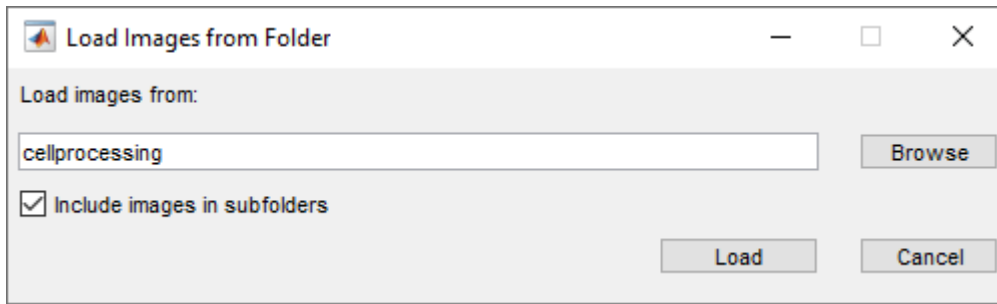 Load Images from Folder
Load images from:
cellprocessing
Browse
Include images in subfolders
Load
Cancel